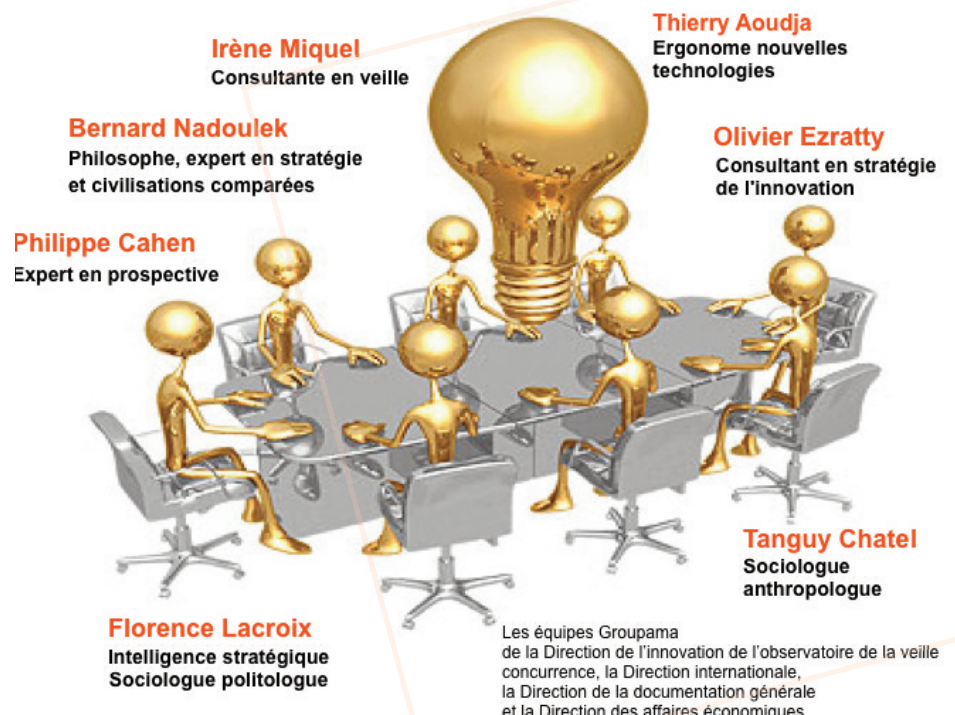 Irène Miquel
Consultante en veille
Thierry Aoudja
Ergonome nouvelles
technologies
Bernard Nadoulek
Philosophe, expert en stratégie
et civilisations comparées
Olivier Ezratty
Consultant en stratégie
de l'innovation
Philippe Cahen
Expert en prospective
Tanguy Chatel
Sociologue
anthropologue
Florence Lacroix
Intelligence stratégique
Sociologue politologue
Les équipes Groupama
de la Direction de l'innovation de l'observatoire de la veille
concurrence, la Direction internationale,
la Direction de la documentation générale
et la Direction des affaires économiques